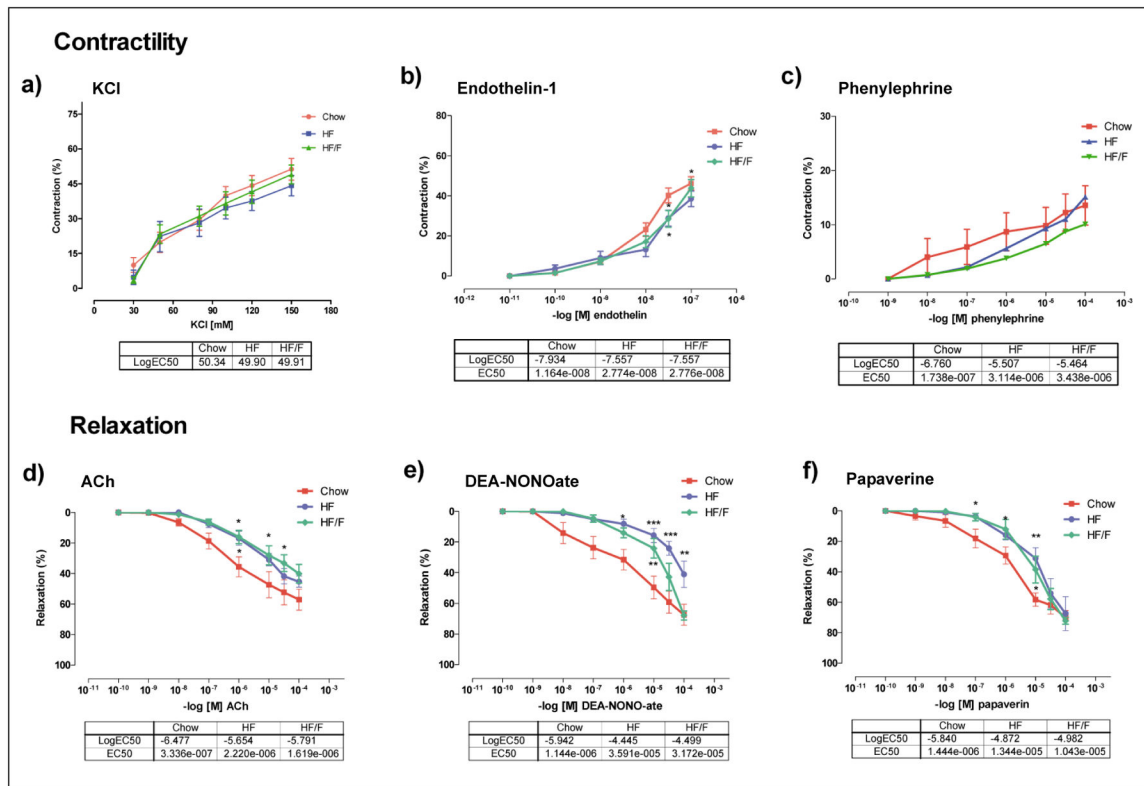 Contractility
a) KCl
Contraction (%)
75
60
45
30
15
0
0 30 60 90 120 150 180
KCl [mM]
Chow
HF
HF/F
Chow HF HF/F
LogEC50 50.34 49.90 49.91
b) Endothelin-1
Contraction (%)
80
60
40
20
0
10-12 10-11 10-10 10-9 10-8 10-7 10-6
-log [M] endothelin
Chow
HF
HF/F
*
*
*
Chow HF HF/F
LogEC50 -7.934 -7.557 -7.557
EC50 1.164e-008 2.774e-008 2.776e-008
c) Phenylephrine
Contraction (%)
30
20
10
0
10-10 10-9 10-8 10-7 10-6 10-5 10-4 10-3
-log [M] phenylephrine
Chow
HF
HF/F
Chow HF HF/F
LogEC50 -6.760 -5.507 -5.464
EC50 1.738e-007 3.114e-006 3.438e-006
Relaxation
d) ACh
Relaxation (%)
0
20
40
60
80
100
10-11 10-10 10-9 10-8 10-7 10-6 10-5 10-4 10-3
-log [M] ACh
Chow
HF
HF/F
* * *
*
Chow HF HF/F
LogEC50 -6.477 -5.654 -5.791
EC50 3.336e-007 2.220e-006 1.619e-006
e) DEA-NONOate
Relaxation (%)
0
20
40
60
80
100
10-11 10-10 10-9 10-8 10-7 10-6 10-5 10-4 10-3
-log [M] DEA-NONO-ate
Chow
HF
HF/F
* *** *** **
**
Chow HF HF/F
LogEC50 -5.942 -4.445 -4.499
EC50 1.144e-006 3.591e-005 3.172e-005
f) Papaverine
Relaxation (%)
0
20
40
60
80
100
10-11 10-10 10-9 10-8 10-7 10-6 10-5 10-4 10-3
-log [M] papaverin
Chow
HF
HF/F
* * **
*
Chow HF HF/F
LogEC50 -5.840 -4.872 -4.982
EC50 1.444e-006 1.344e-005 1.043e-005